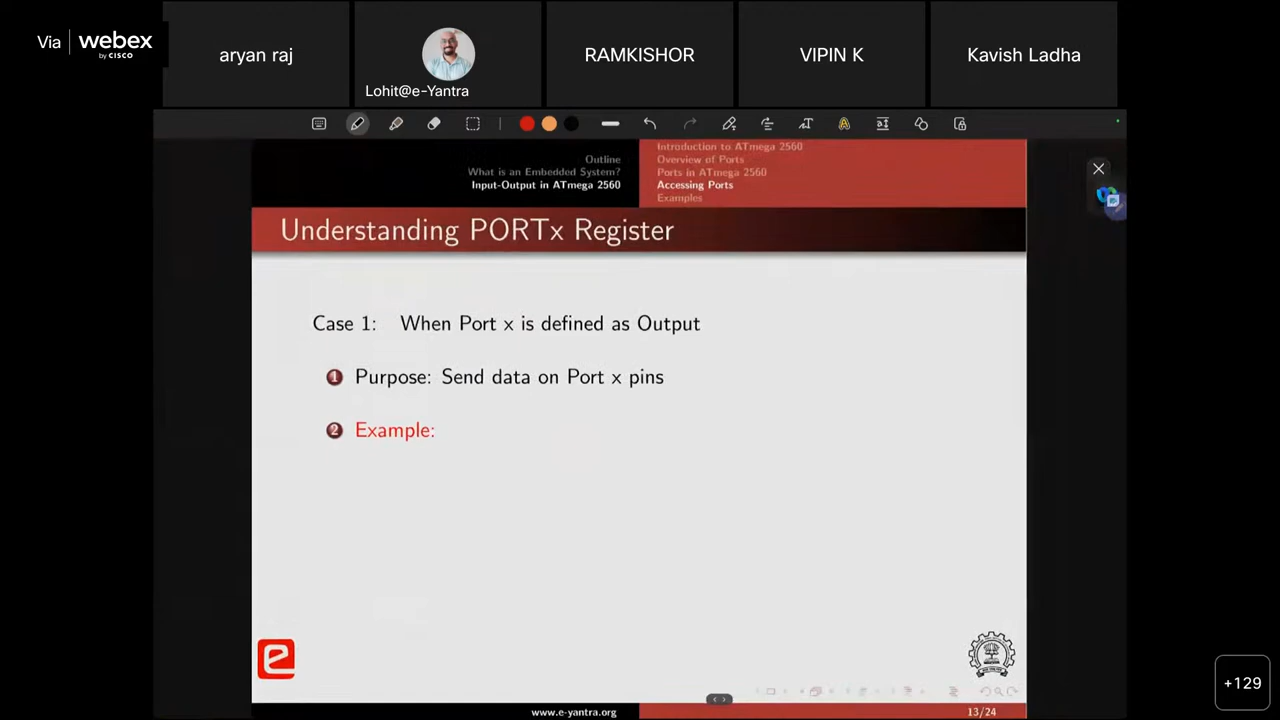 Via webex by CISCO
aryan raj
Lohit@e-Yantra
RAMKISHOR
VIPIN K
Kavish Ladha
Outline
What is an Embedded System?
Input-Output in ATmega 2560
Introduction to ATmega 2560
Overview of Ports
Ports in ATmega 2560
Accessing Ports
Examples
Understanding PORTx Register
Case 1: When Port x is defined as Output
1 Purpose: Send data on Port x pins
2 Example:
www.e-yantra.org
13/24
+129